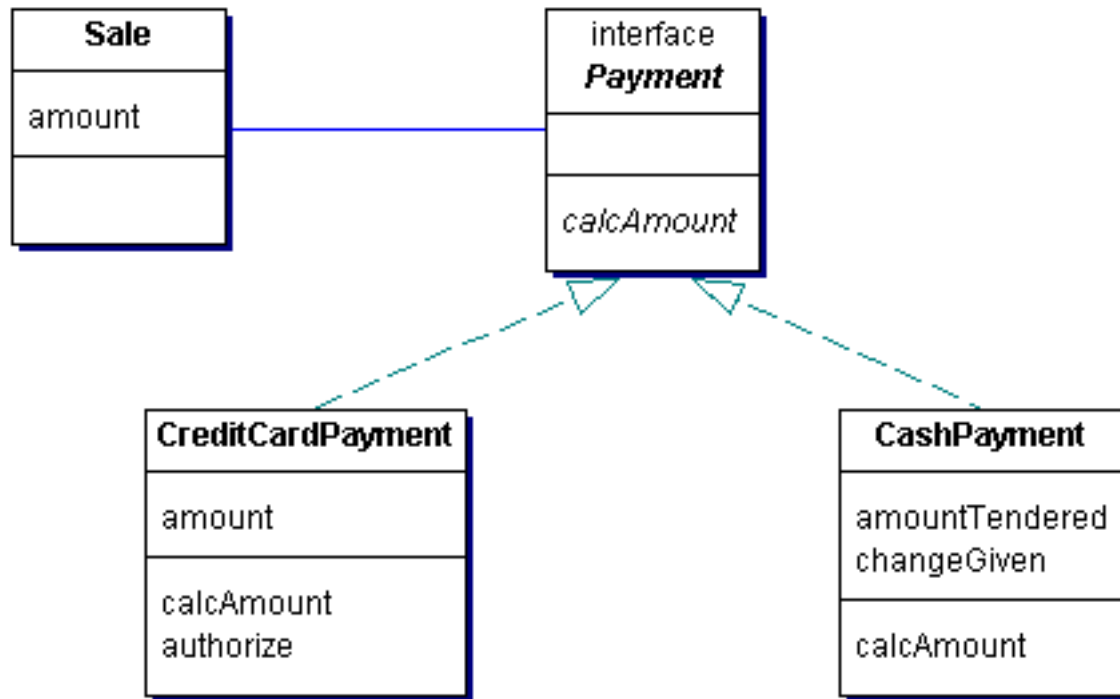 Sale
amount
interface
Payment
calcAmount
CreditCardPayment
amount
calcAmount
authorize
CashPayment
amountTendered
changeGiven
calcAmount